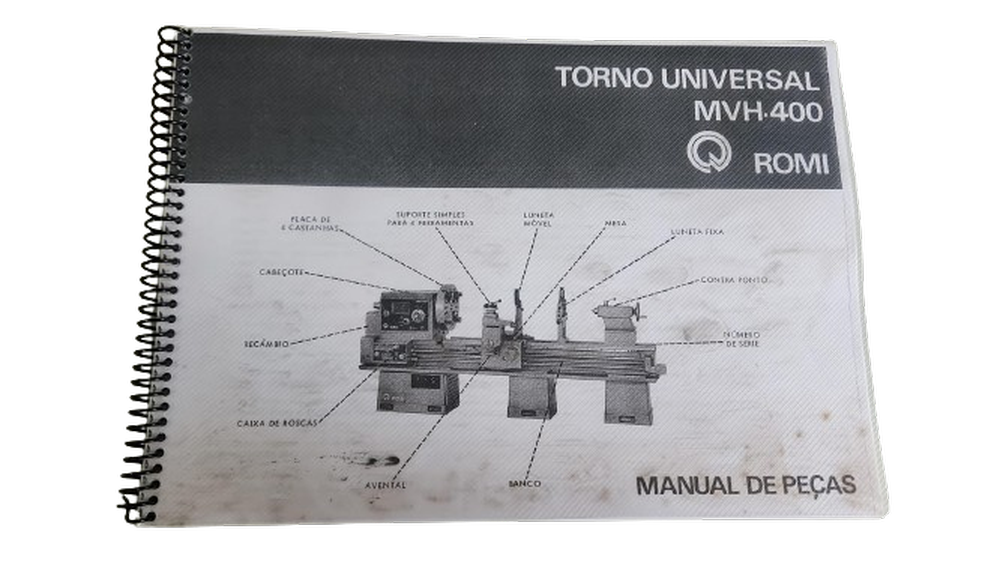 TORNO UNIVERSAL
MVH·400
ROMI
PLACA DE
4 CASTANHAS
SUPORTE SIMPLES
PARA 4 FERRAMENTAS
LUNETA
MÓVEL
MESA
LUNETA FIXA
CABEÇOTE
CONTRA PONTO
RECÂMBIO
NÚMERO
DE SÉRIE
CAIXA DE ROSCAS
AVENTAL
BANCO
MANUAL DE PEÇAS